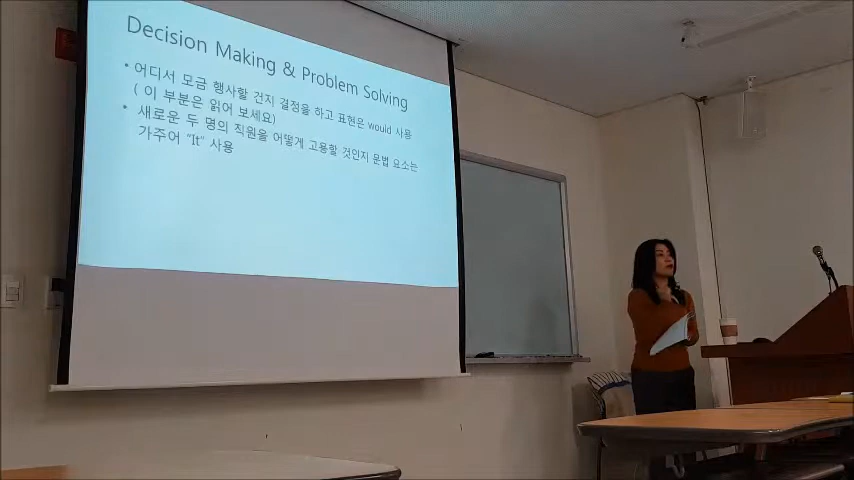 Decision Making & Problem Solving
• 어디서 모금 행사할 건지 결정을 하고 표현은 would 사용
( 이 부분은 읽어 보세요)
• 새로운 두 명의 직원을 어떻게 고용할 것인지 문법 요소는
가주어 "It" 사용